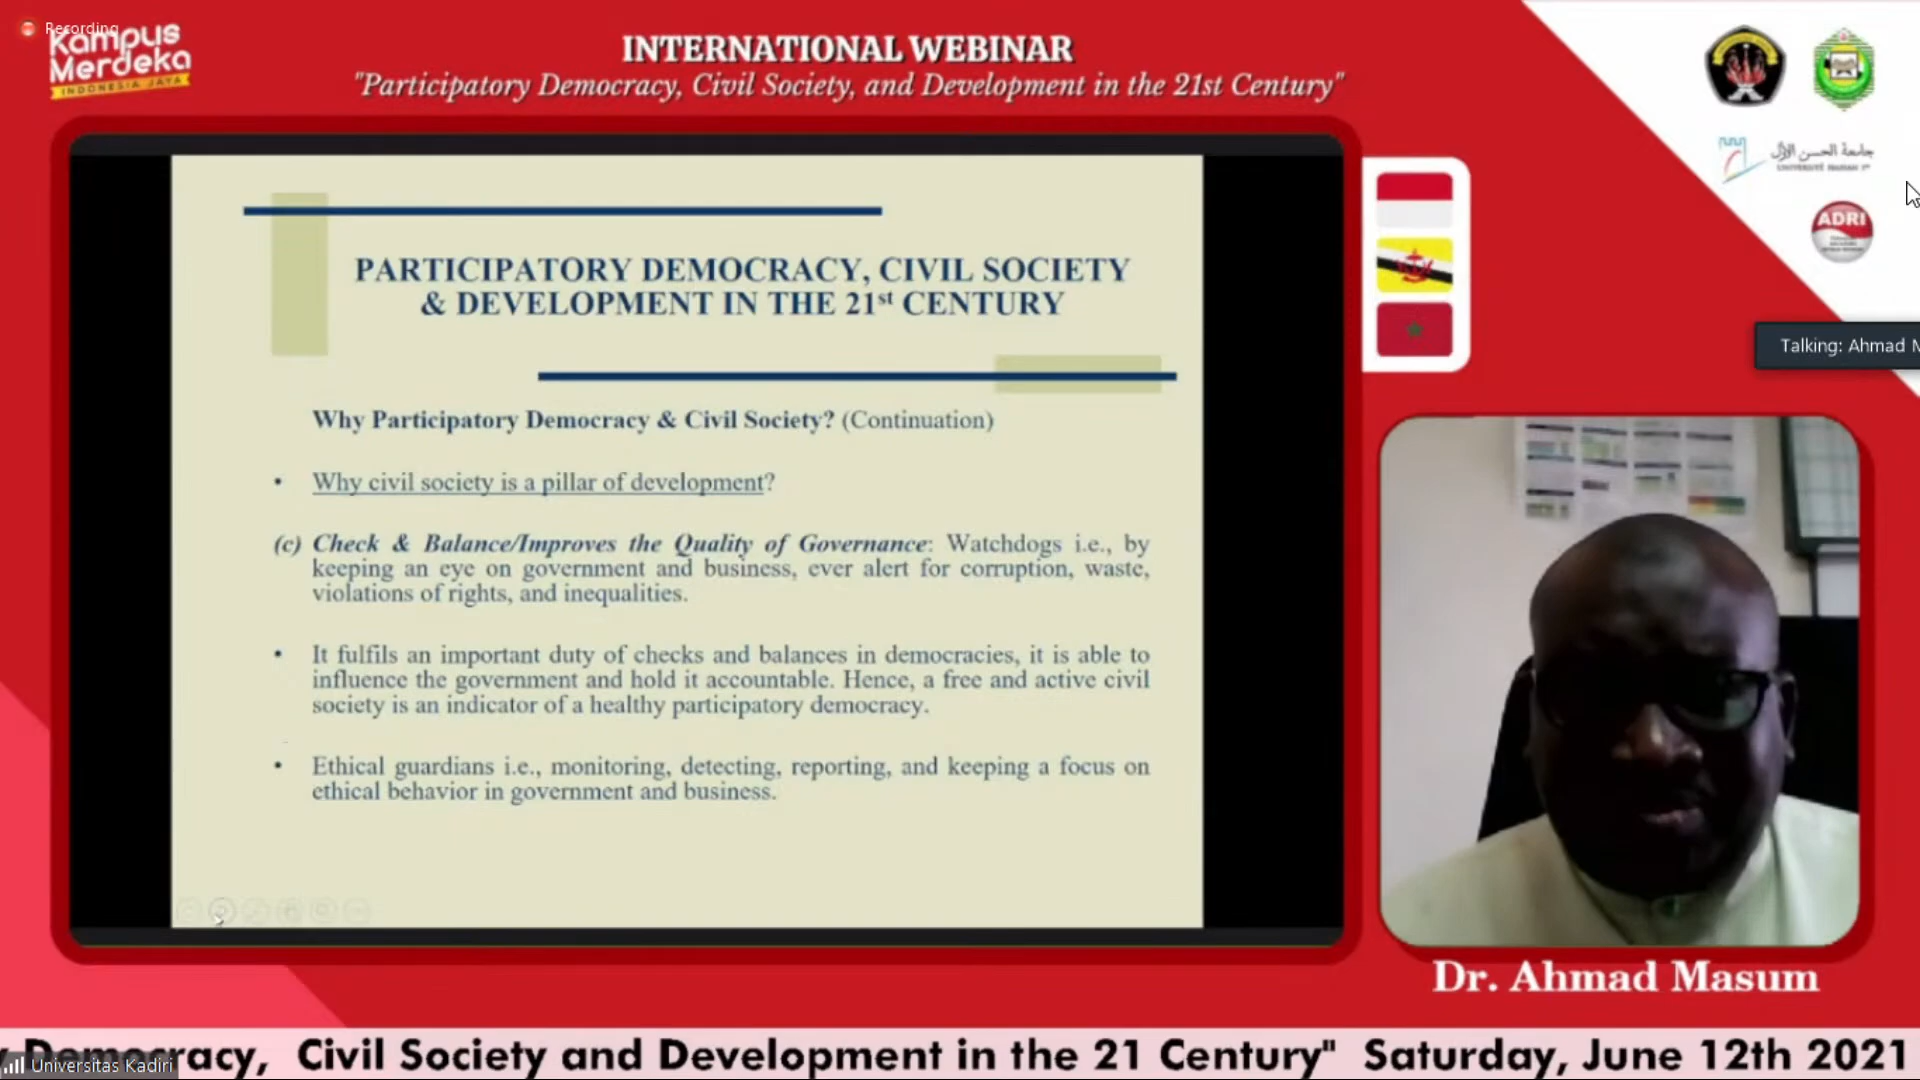 Recording
Kampus
Merdeka
INDONESIA JAYA
INTERNATIONAL WEBINAR
"Participatory Democracy, Civil Society, and Development in the 21st Century"
جامعة الحسن الأول
UNIVERSITÉ HASSAN 1er
ADRI
Talking: Ahmad M
PARTICIPATORY DEMOCRACY, CIVIL SOCIETY
& DEVELOPMENT IN THE 21st CENTURY
Why Participatory Democracy & Civil Society? (Continuation)
• Why civil society is a pillar of development?
(c) Check & Balance/Improves the Quality of Governance: Watchdogs i.e., by
keeping an eye on government and business, ever alert for corruption, waste,
violations of rights, and inequalities.
• It fulfils an important duty of checks and balances in democracies, it is able to
influence the government and hold it accountable. Hence, a free and active civil
society is an indicator of a healthy participatory democracy.
• Ethical guardians i.e., monitoring, detecting, reporting, and keeping a focus on
ethical behavior in government and business.
Dr. Ahmad Masum
y Democracy, Civil Society and Development in the 21 Century" Saturday, June 12th 2021
Universitas Kadiri